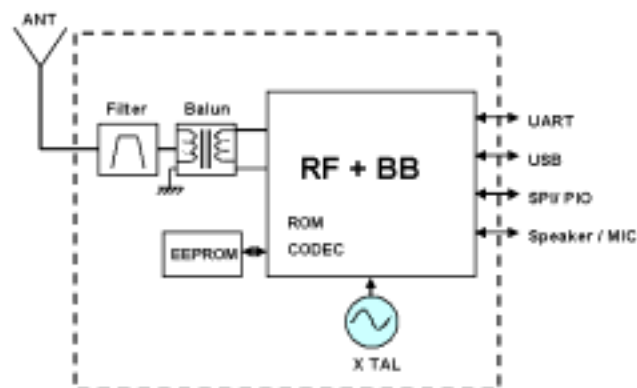 ANT
Filter
Balun
RF + BB
ROM
CODEC
EEPROM
X TAL
UART
USB
SPI/ PIO
Speaker / MIC